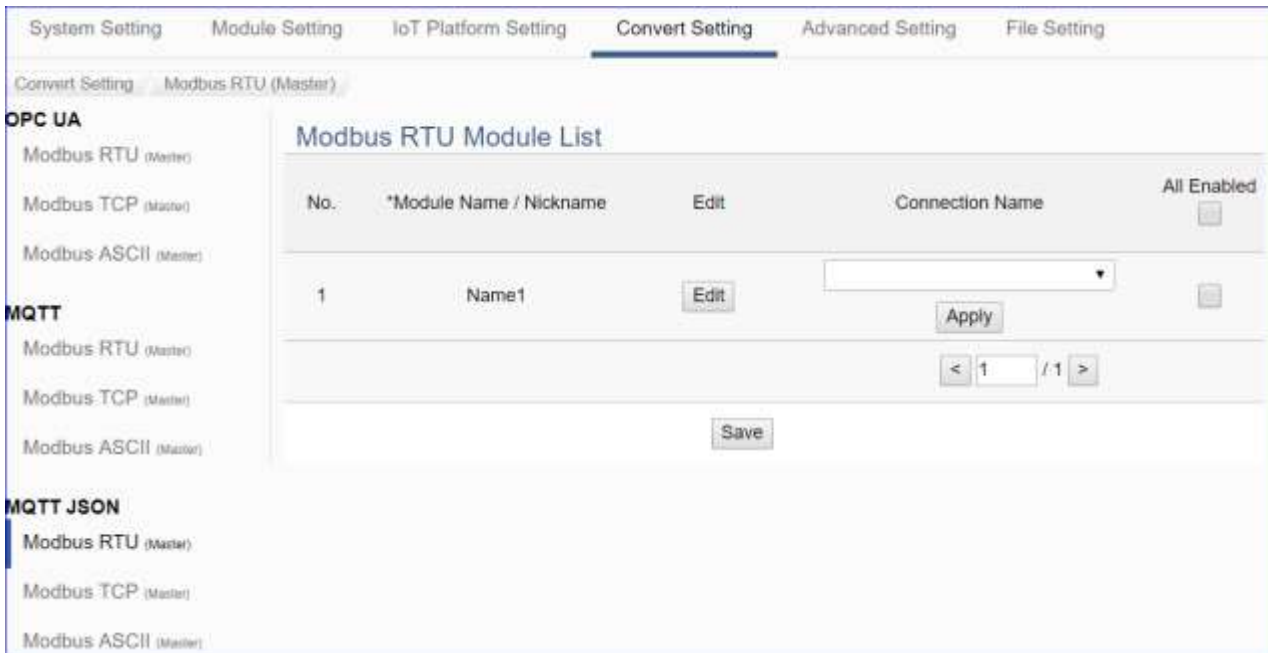 System Setting Module Setting IoT Platform Setting Convert Setting Advanced Setting File Setting
Convert Setting Modbus RTU (Master)
OPC UA
Modbus RTU (Master)
Modbus TCP (Master)
Modbus ASCII (Master)
MQTT
Modbus RTU (Master)
Modbus TCP (Master)
Modbus ASCII (Master)
MQTT JSON
Modbus RTU (Master)
Modbus TCP (Master)
Modbus ASCII (Master)
Modbus RTU Module List
No. *Module Name / Nickname Edit Connection Name All Enabled
1 Name1 Edit
Apply
< 1 / 1 >
Save